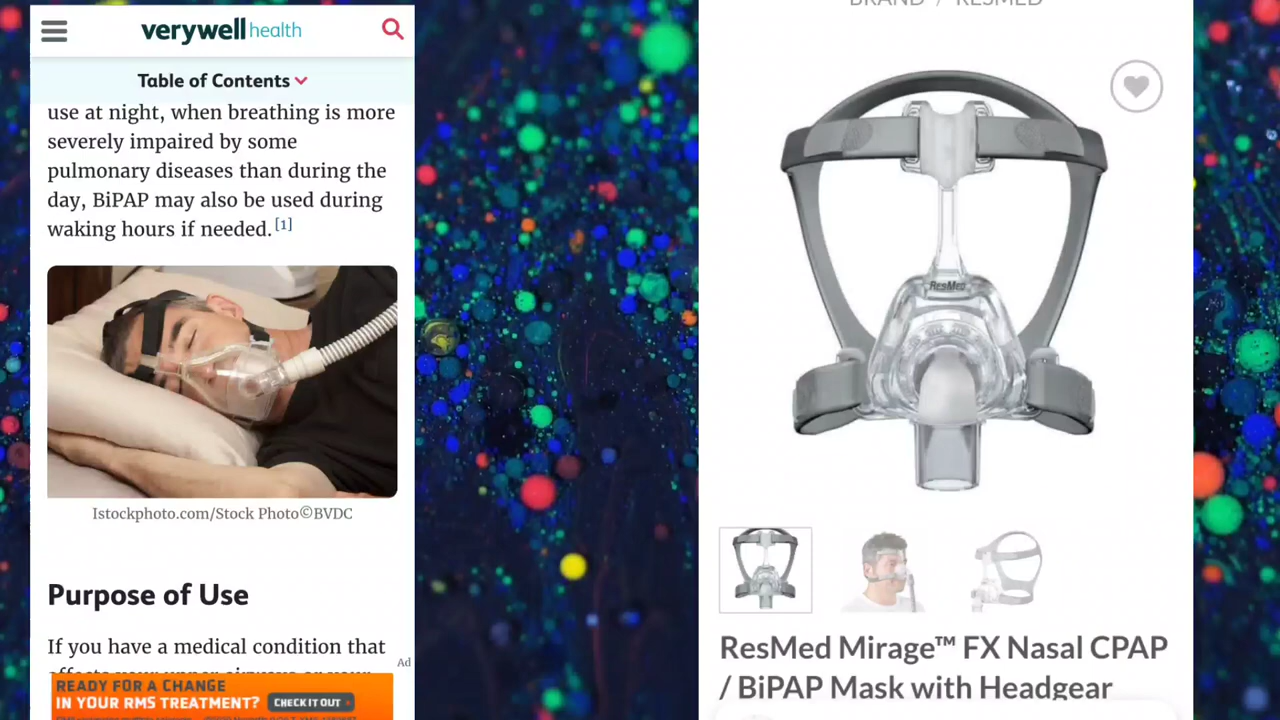 verywell health
Table of Contents
use at night, when breathing is more
severely impaired by some
pulmonary diseases than during the
day, BiPAP may also be used during
waking hours if needed. [1]
Istockphoto.com/Stock Photo©BVDC
Purpose of Use
If you have a medical condition that
Ad
READY FOR A CHANGE
IN YOUR RMS TREATMENT?
CHECK IT OUT
BRAND / RESMED
ResMed
ResMed Mirage™ FX Nasal CPAP
/ BiPAP Mask with Headgear